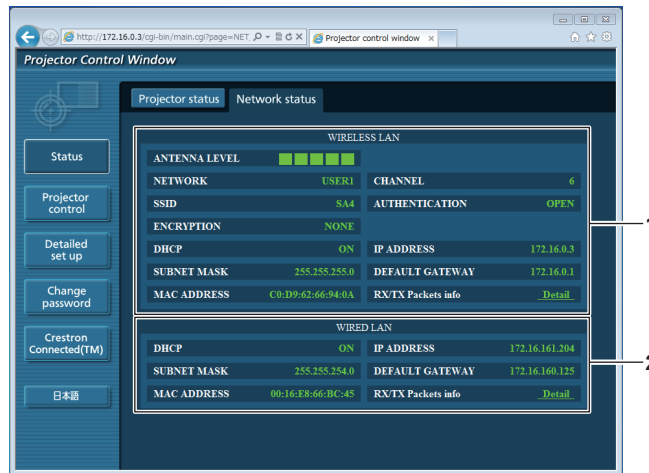 http://172.16.0.3/cgi-bin/main.cgi?page=NET
Projector control window
Projector Control Window
Projector status
Network status
Status
Projector control
Detailed set up
Change password
Crestron Connected(TM)
日本語
WIRELESS LAN
ANTENNA LEVEL
NETWORK USER1 CHANNEL 6
SSID SA4 AUTHENTICATION OPEN
ENCRYPTION NONE
DHCP ON IP ADDRESS 172.16.0.3
SUBNET MASK 255.255.255.0 DEFAULT GATEWAY 172.16.0.1
MAC ADDRESS C0:D9:62:66:94:0A RX/TX Packets info Detail
1
WIRED LAN
DHCP ON IP ADDRESS 172.16.161.204
SUBNET MASK 255.255.254.0 DEFAULT GATEWAY 172.16.160.125
MAC ADDRESS 00:16:E8:66:BC:45 RX/TX Packets info Detail
2